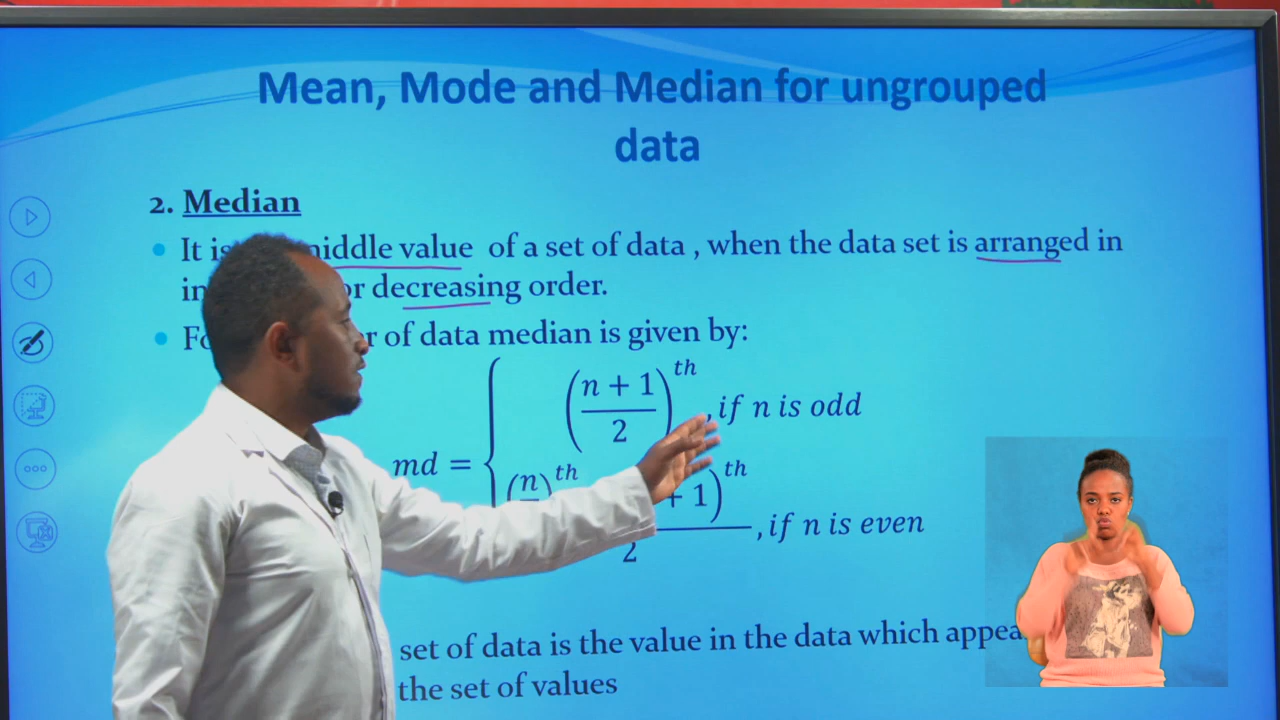 Mean, Mode and Median for ungrouped
data
2. Median
• It is middle value of a set of data , when the data set is arranged in
or decreasing order.
• of data median is given by:
md = { ((n + 1)/2)^th , if n is odd
(n)^th + 1)^th / 2 , if n is even
set of data is the value in the data which
the set of values